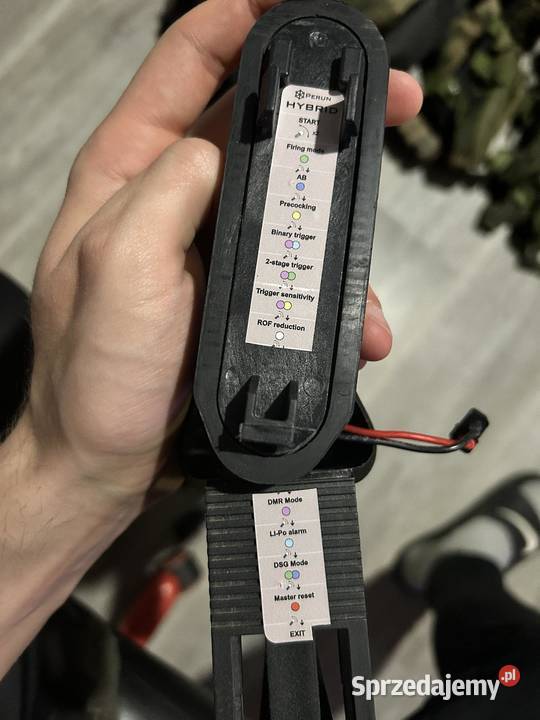 PERUN
HYBRID
START
x2
Firing mode
AB
Precocking
Binary trigger
2-stage trigger
Trigger sensitivity
ROF reduction
DMR Mode
Li-Po alarm
DSG Mode
Master reset
EXIT
Sprzedajemy.pl